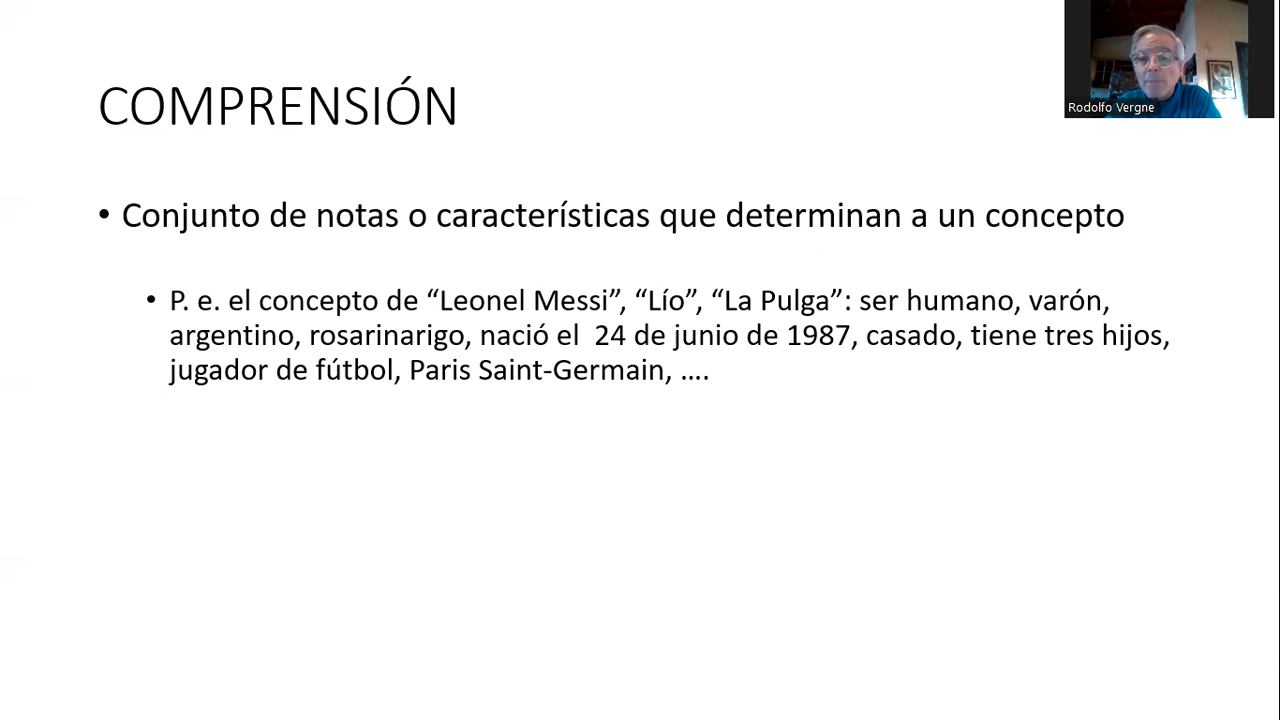 COMPRENSIÓN
Rodolfo Vergne
• Conjunto de notas o características que determinan a un concepto
• P. e. el concepto de “Leonel Messi”, “Lío”, “La Pulga”: ser humano, varón,
argentino, rosarinarigo, nació el  24 de junio de 1987, casado, tiene tres hijos,
jugador de fútbol, Paris Saint-Germain, ….